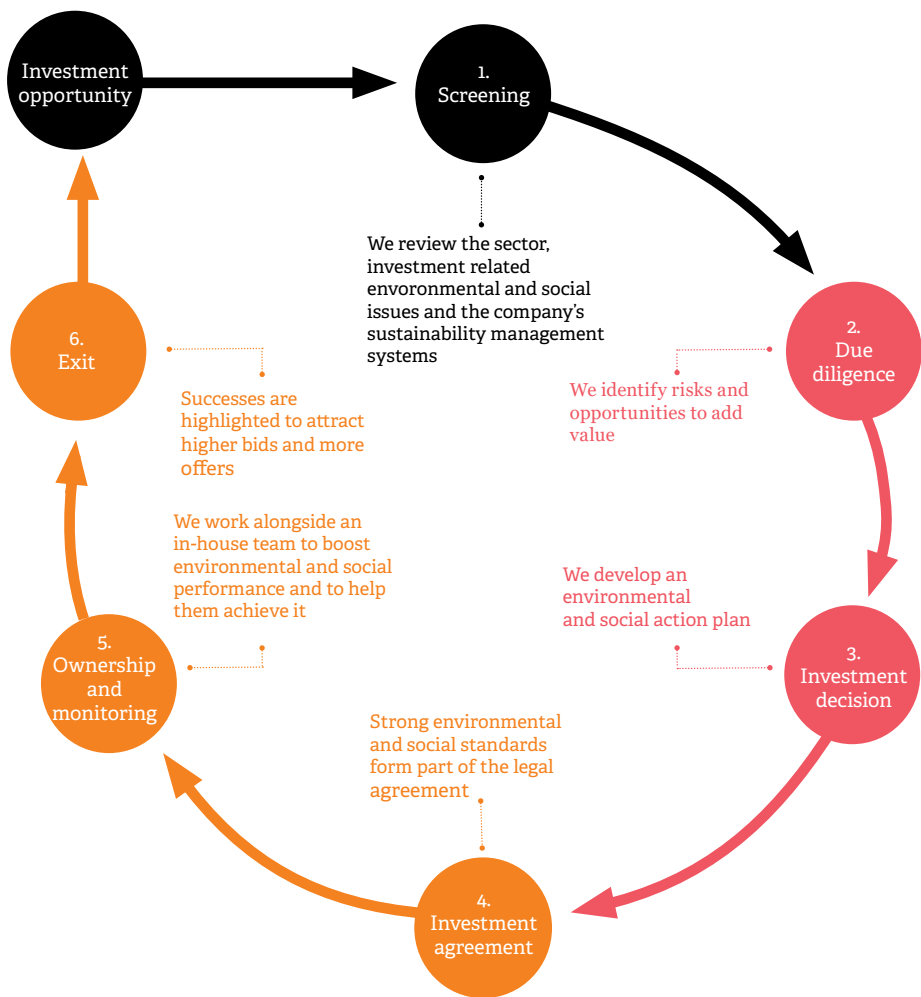 Investment
opportunity
1.
Screening
We review the sector,
investment related
envoronmental and social
issues and the company's
sustainability management
systems
2.
Due
diligence
We identify risks and
opportunities to add
value
3.
Investment
decision
We develop an
environmental
and social action plan
4.
Investment
agreement
Strong environmental
and social standards
form part of the legal
agreement
5.
Ownership
and
monitoring
We work alongside an
in-house team to boost
environmental and social
performance and to help
them achieve it
6.
Exit
Successes are
highlighted to attract
higher bids and more
offers